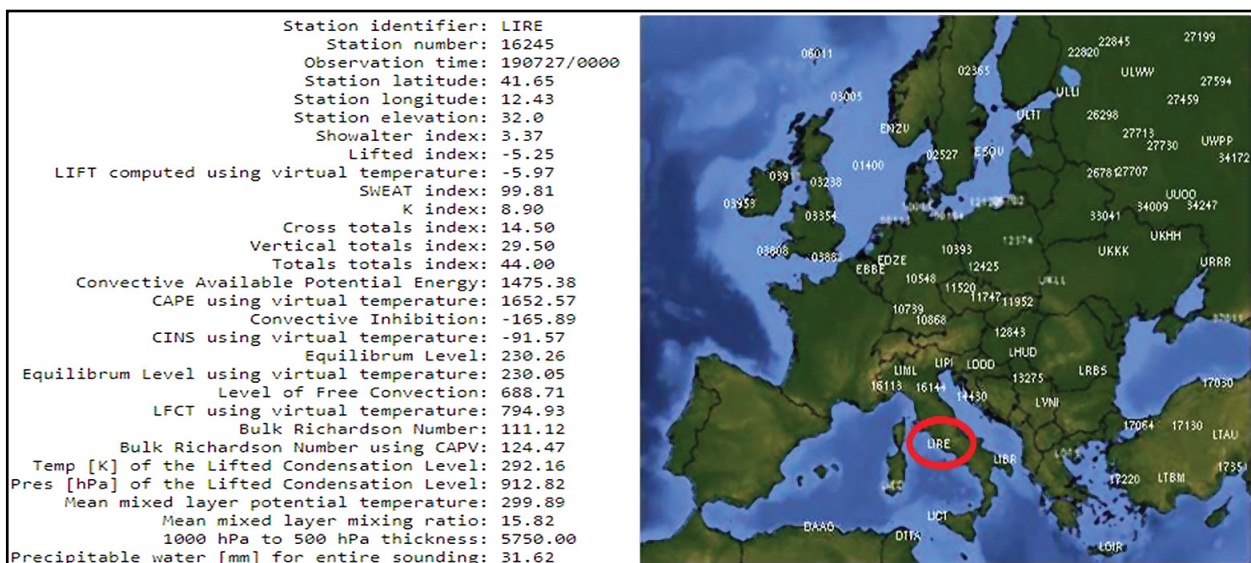 Station identifier: LIRE
Station number: 16245
Observation time: 190727/0000
Station latitude: 41.65
Station longitude: 12.43
Station elevation: 32.0
Showalter index: 3.37
Lifted index: -5.25
LIFT computed using virtual temperature: -5.97
SWEAT index: 99.81
K index: 8.90
Cross totals index: 14.50
Vertical totals index: 29.50
Totals totals index: 44.00
Convective Available Potential Energy: 1475.38
CAPE using virtual temperature: 1652.57
Convective Inhibition: -165.89
CINS using virtual temperature: -91.57
Equilibrum Level: 230.26
Equilibrum Level using virtual temperature: 230.05
Level of Free Convection: 688.71
LFCT using virtual temperature: 794.93
Bulk Richardson Number: 111.12
Bulk Richardson Number using CAPV: 124.47
Temp [K] of the Lifted Condensation Level: 292.16
Pres [hPa] of the Lifted Condensation Level: 912.82
Mean mixed layer potential temperature: 299.89
Mean mixed layer mixing ratio: 15.82
1000 hPa to 500 hPa thickness: 5750.00
Precipitable water [mm] for entire sounding: 31.62
06011
22820
22845
27199
02365
ULWW
27594
ULLI
27459
03005
ULTT
26298
ENZV
27713
27730
UWPP
34172
01400
02527
ESQV
26781
27707
03238
UUOO
03953
34009
34247
03354
33041
12374
UKHH
UKKK
03808
03882
EDZE
EBBE
10393
12425
URRR
10548
11520
11747
11952
10739
10868
12843
LHUD
LIML
LIPI
LDDD
LRBS
16113
16144
14430
13275
17030
17064
17130
LTAU
LIRE
LIBR
17220
LTBM
17351
LICT
DAAG
DTTA
LGIR